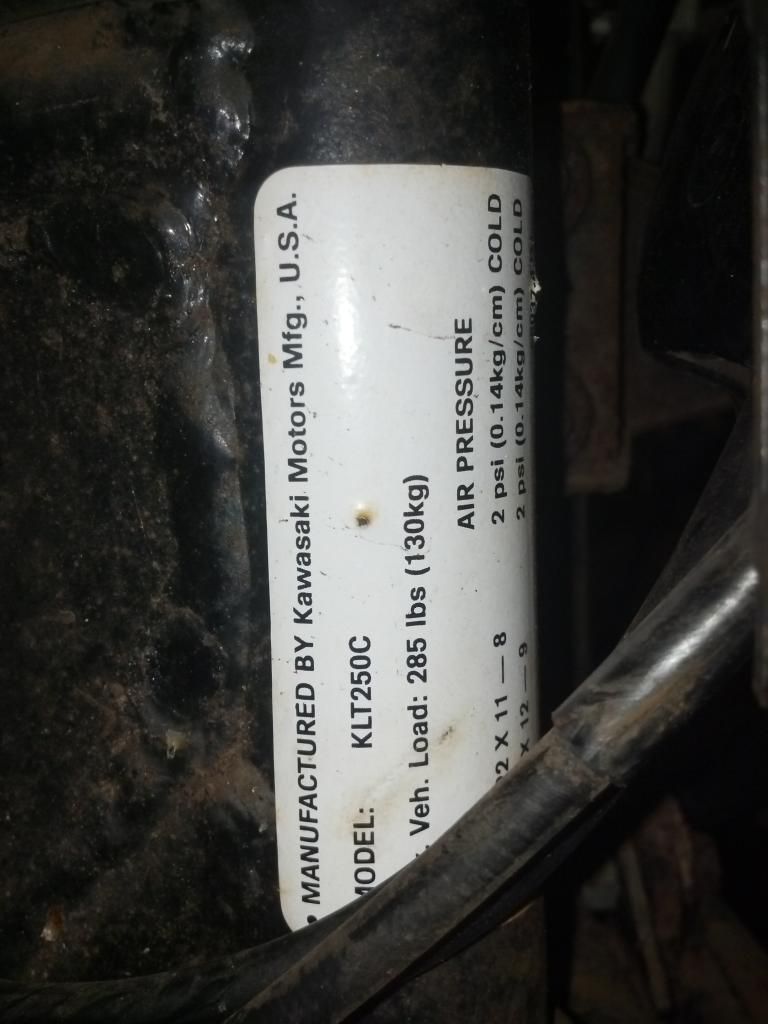 • MANUFACTURED BY Kawasaki Motors Mfg., U.S.A.
MODEL: KLT250C
. Veh. Load: 285 lbs (130kg)
AIR PRESSURE
2 X 11 — 8 2 psi (0.14kg/cm) COLD
X 12 — 9 2 psi (0.14kg/cm) COLD